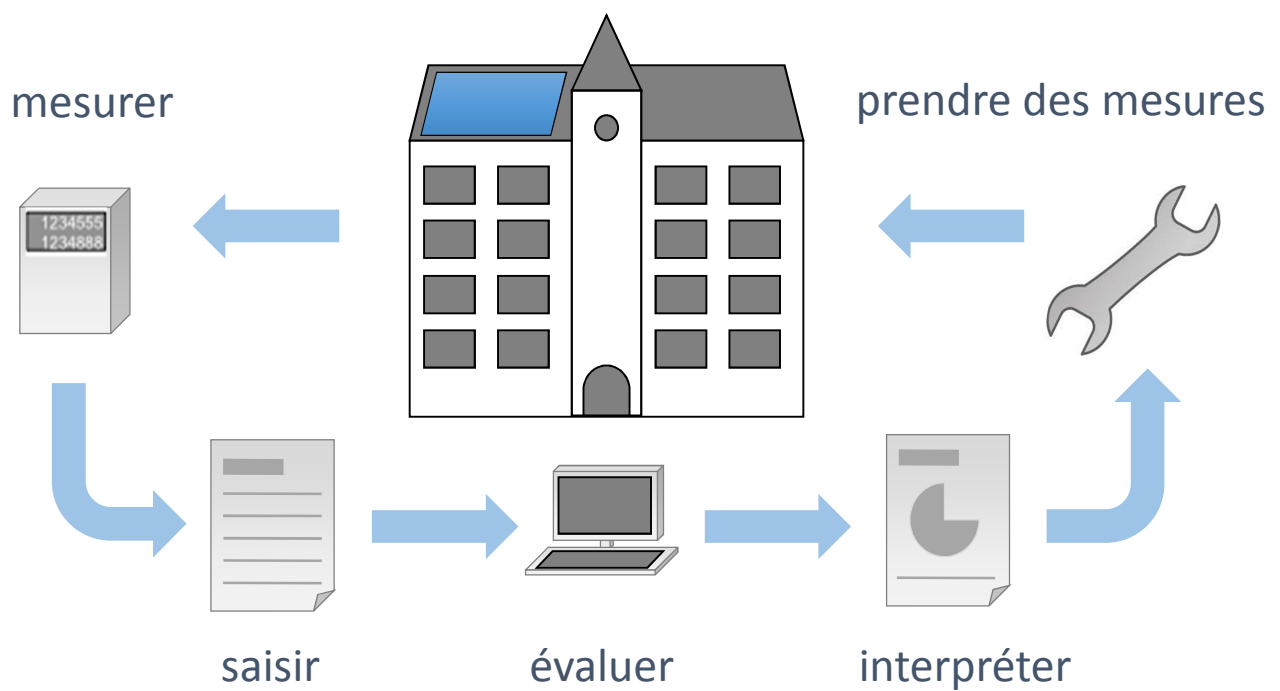 mesurer
prendre des mesures
1234555
1234888
saisir
évaluer
interpréter